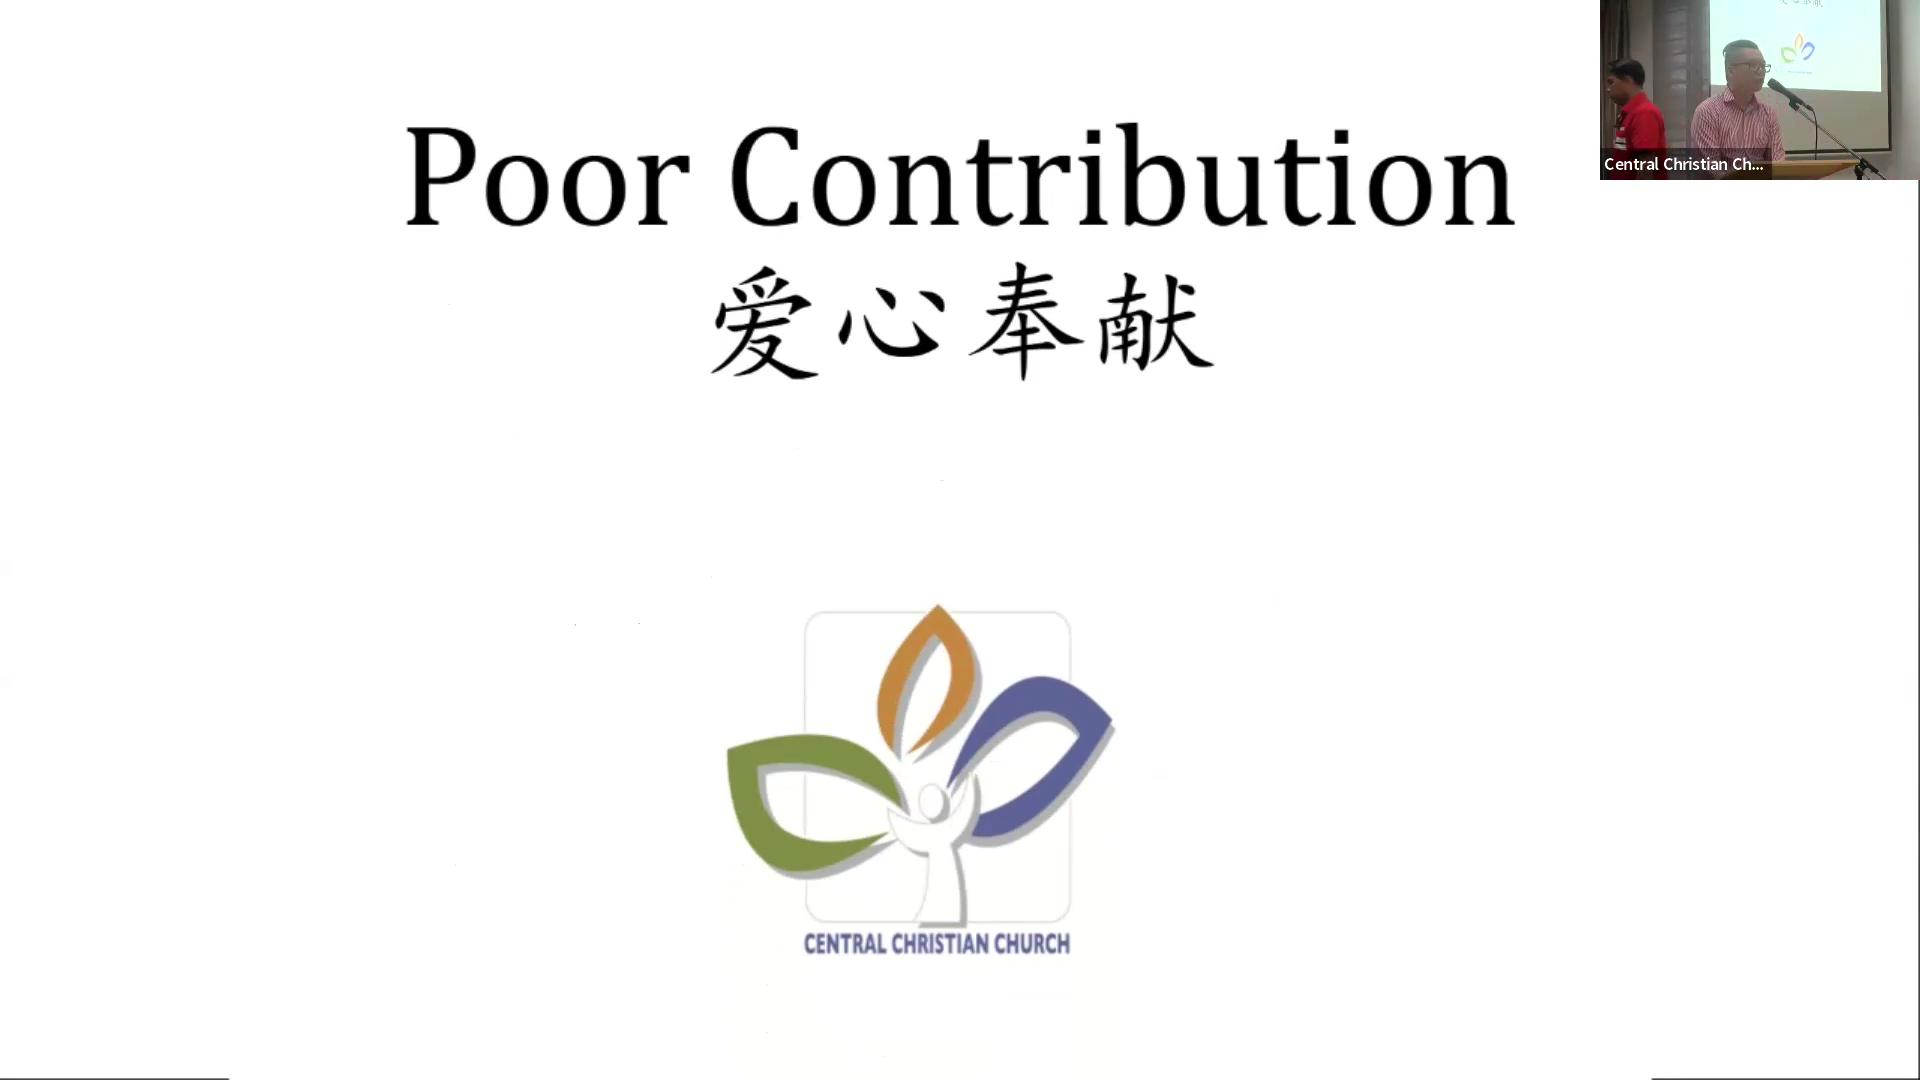 Poor Contribution
爱心奉献
CENTRAL CHRISTIAN CHURCH
Central Christian Ch...